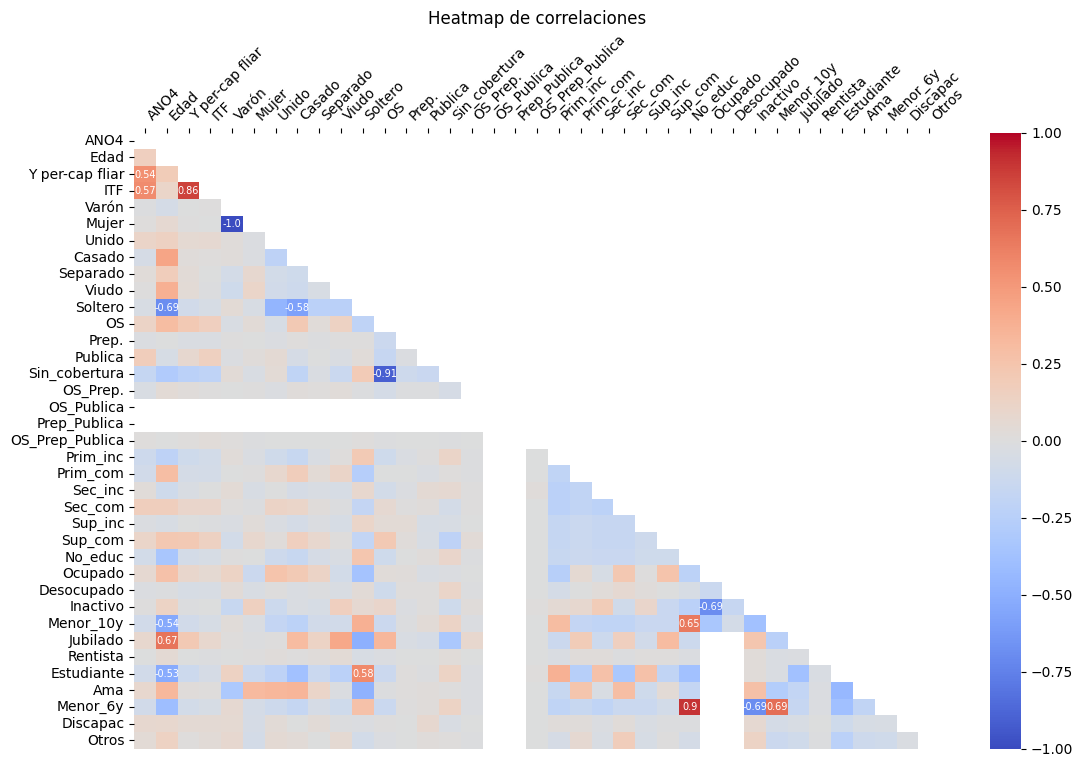 Heatmap de correlaciones
ANO4
Edad
Y per-cap fliar
ITF
Varón
Mujer
Unido
Casado
Separado
Viudo
Soltero
OS
Prep.
Publica
Sin_cobertura
OS_Prep.
OS_Publica
Prep_Publica
OS_Prep_Publica
Prim_inc
Prim_com
Sec_inc
Sec_com
Sup_inc
Sup_com
No_educ
Ocupado
Desocupado
Inactivo
Menor_10y
Jubilado
Rentista
Estudiante
Ama
Menor_6y
Discapac
Otros
ANO4
Edad
Y per-cap fliar 0.54
ITF 0.57 0.86
Varón
Mujer -1.0
Unido
Casado
Separado
Viudo
Soltero -0.69 -0.58
OS
Prep.
Publica
Sin_cobertura -0.91
OS_Prep.
OS_Publica
Prep_Publica
OS_Prep_Publica
Prim_inc
Prim_com
Sec_inc
Sec_com
Sup_inc
Sup_com
No_educ
Ocupado
Desocupado
Inactivo -0.69
Menor_10y -0.54 0.65
Jubilado 0.67
Rentista
Estudiante -0.53 0.58
Ama
Menor_6y 0.9 -0.69 0.69
Discapac
Otros
1.00
0.75
0.50
0.25
0.00
-0.25
-0.50
-0.75
-1.00